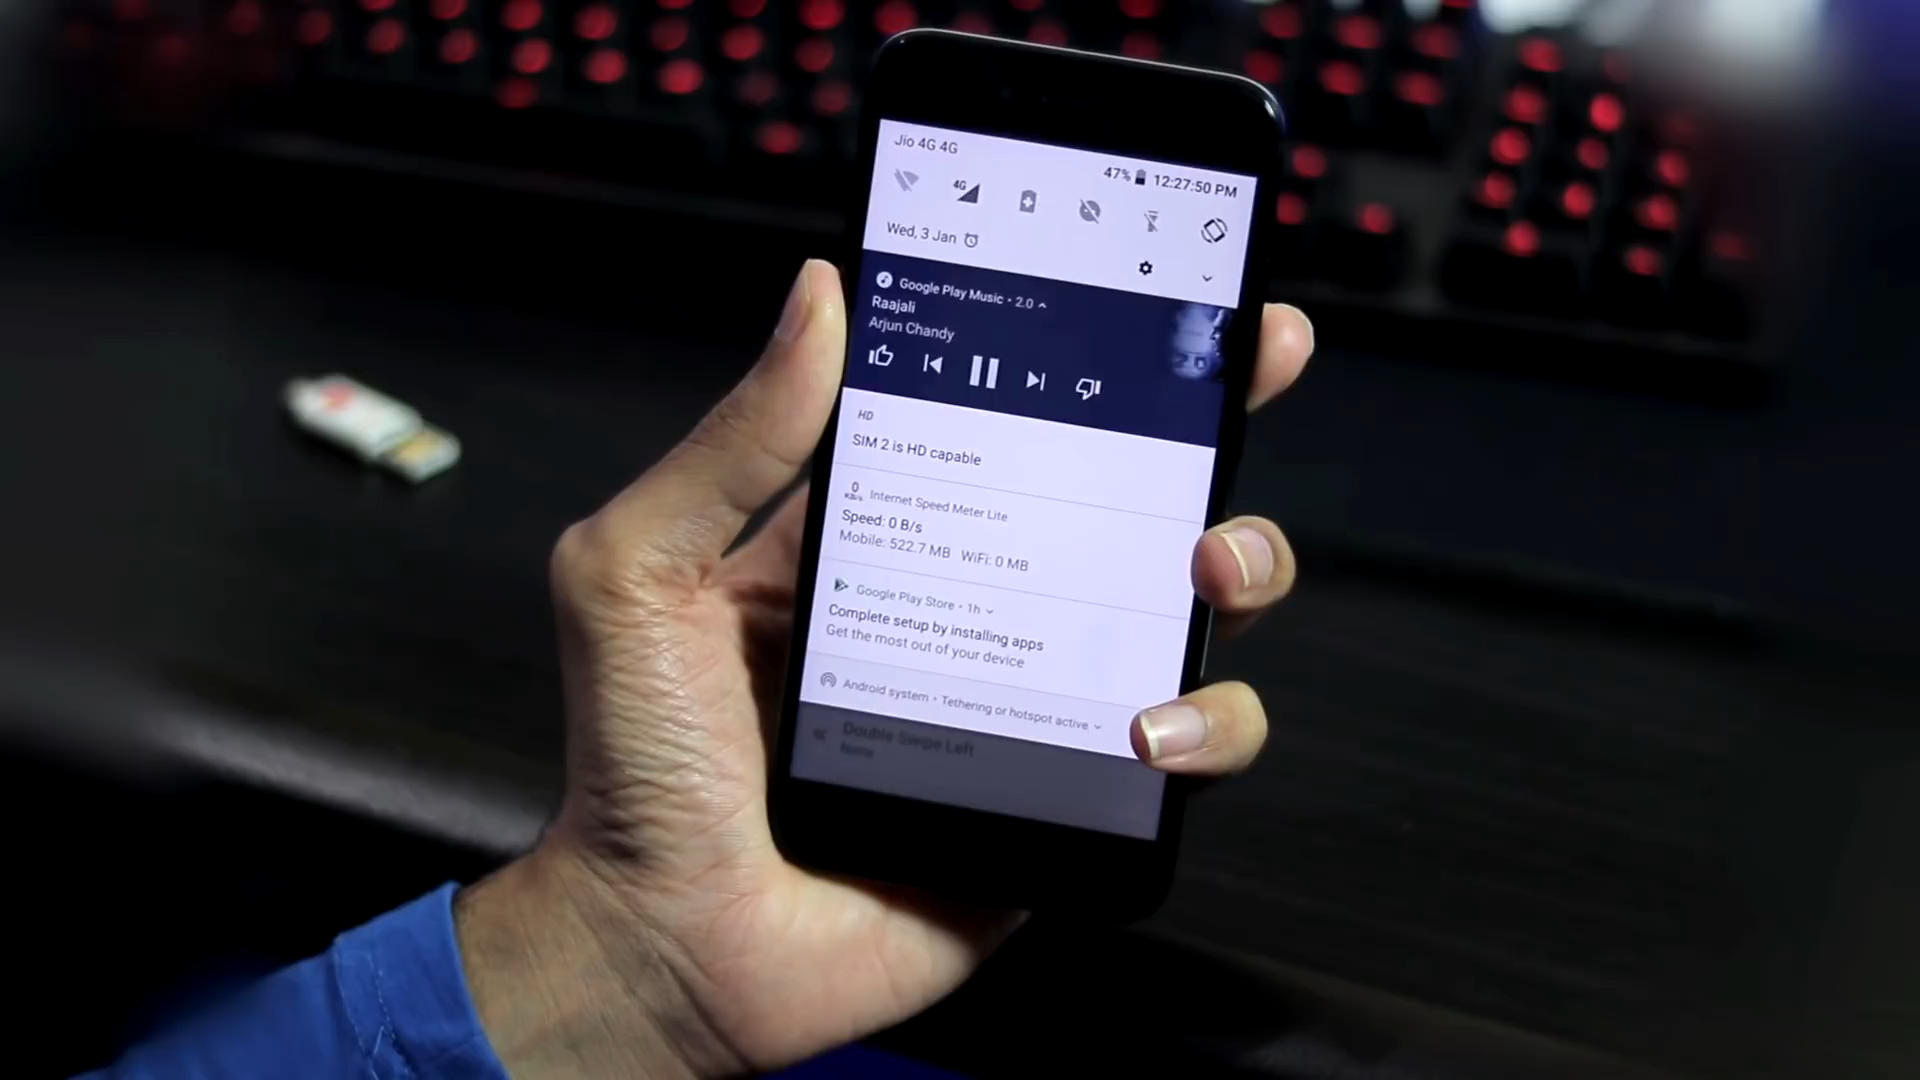 Jio 4G 4G
47% 12:27:50 PM
4G
Wed, 3 Jan
Google Play Music • 2.0
Raajali
Arjun Chandy
HD
SIM 2 is HD capable
0
KB/s
Internet Speed Meter Lite
Speed: 0 B/s
Mobile: 522.7 MB WiFi: 0 MB
Google Play Store • 1h
Complete setup by installing apps
Get the most out of your device
Android system • Tethering or hotspot active
Double Swipe Left
None